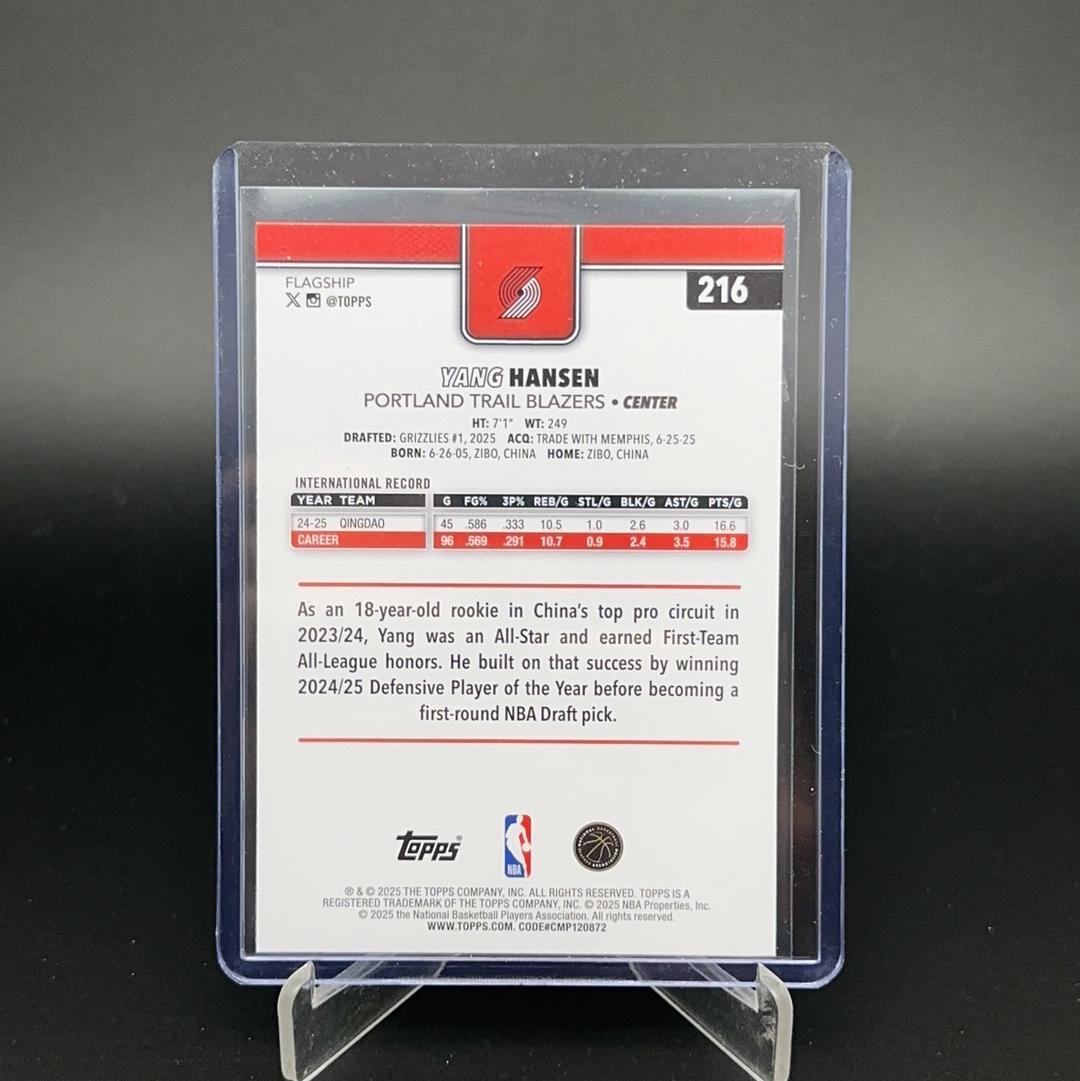 FLAGSHIP
@TOPPS
216
YANG HANSEN
PORTLAND TRAIL BLAZERS • CENTER
HT: 7'1" WT: 249
DRAFTED: GRIZZLIES #1, 2025 ACQ: TRADE WITH MEMPHIS, 6-25-25
BORN: 6-26-05, ZIBO, CHINA HOME: ZIBO, CHINA
INTERNATIONAL RECORD
YEAR TEAM G FG% 3P% REB/G STL/G BLK/G AST/G PTS/G
24-25 QINGDAO 45 .586 .333 10.5 1.0 2.6 3.0 16.6
CAREER 96 .569 .291 10.7 0.9 2.4 3.5 15.8
As an 18-year-old rookie in China's top pro circuit in
2023/24, Yang was an All-Star and earned First-Team
All-League honors. He built on that success by winning
2024/25 Defensive Player of the Year before becoming a
first-round NBA Draft pick.
Topps®
NBA
® & © 2025 THE TOPPS COMPANY, INC. ALL RIGHTS RESERVED. TOPPS IS A
REGISTERED TRADEMARK OF THE TOPPS COMPANY, INC. © 2025 NBA Properties, Inc.
© 2025 the National Basketball Players Association. All rights reserved.
WWW.TOPPS.COM. CODE#CMP120872